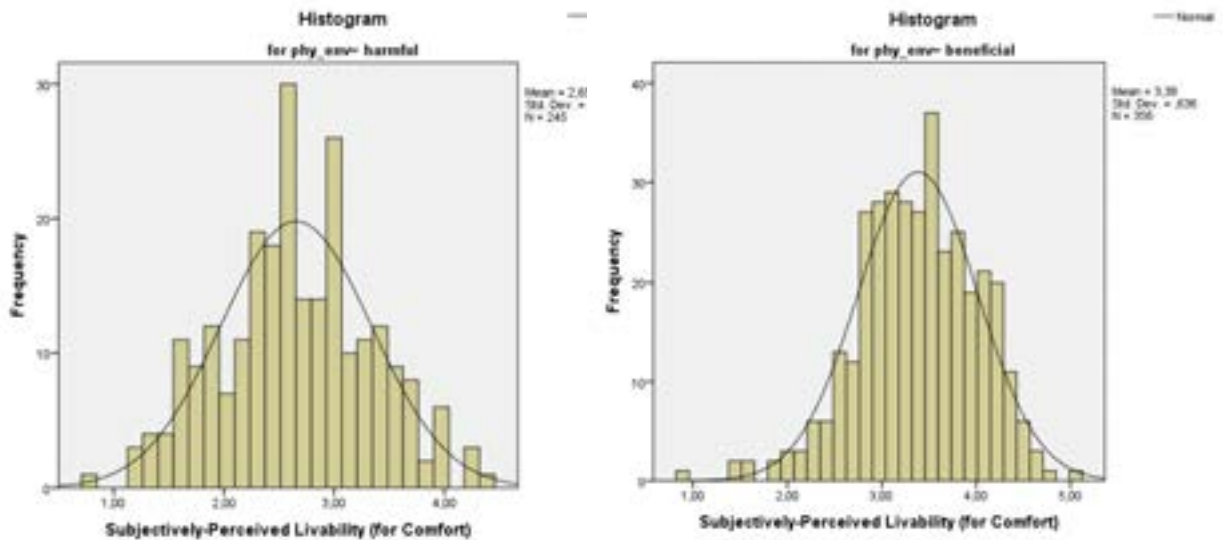 Histogram
for phy_env= harmful
Mean = 2,6
Std. Dev. =
N = 245
30
20
10
0
Frequency
1,00 2,00 3,00 4,00
Subjectively-Perceived Livability (for Comfort)
Histogram
Normal
for phy_env= beneficial
Mean = 3,39
Std. Dev. = ,636
40
30
20
10
0
Frequency
1,00 2,00 3,00 4,00 5,00
Subjectively-Perceived Livability (for Comfort)